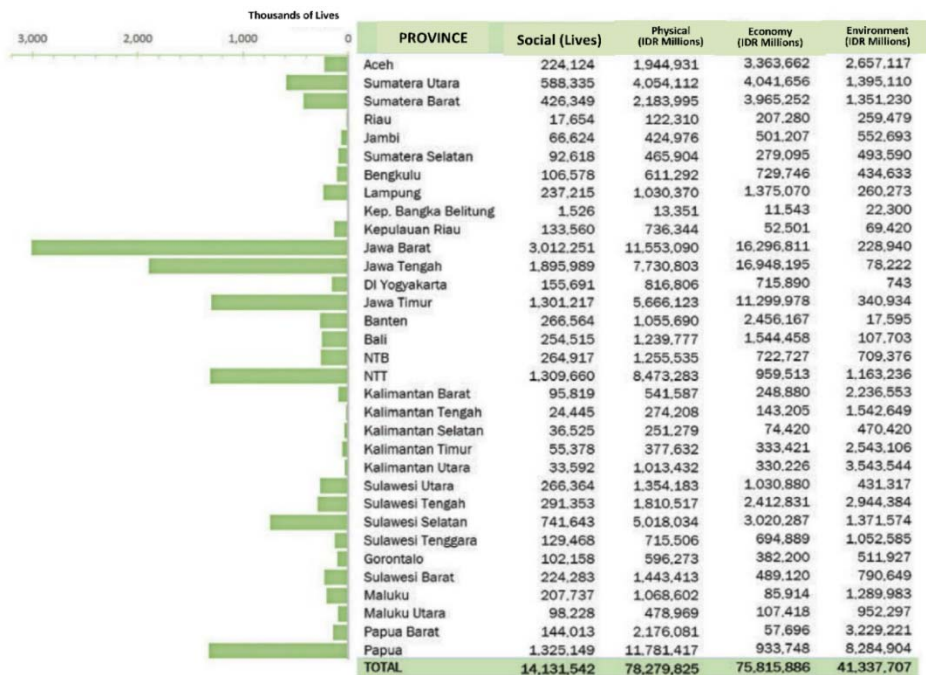 Thousands of Lives
3,000 2,000 1,000 0
PROVINCE Social (Lives) Physical (IDR Millions) Economy (IDR Millions) Environment (IDR Millions)
Aceh 224,124 1,944,931 3,363,662 2,657,117
Sumatera Utara 588,335 4,054,112 4,041,656 1,395,110
Sumatera Barat 426,349 2,183,995 3,965,252 1,351,230
Riau 17,654 122,310 207,280 259,479
Jambi 66,624 424,976 501,207 552,693
Sumatera Selatan 92,618 465,904 279,095 493,590
Bengkulu 106,578 611,292 729,746 434,633
Lampung 237,215 1,030,370 1,375,070 260,273
Kep. Bangka Belitung 1,526 13,351 11,543 22,300
Kepulauan Riau 133,560 736,344 52,501 69,420
Jawa Barat 3,012,251 11,553,090 16,296,811 228,940
Jawa Tengah 1,895,989 7,730,803 16,948,195 78,222
DI Yogyakarta 155,691 816,806 715,890 743
Jawa Timur 1,301,217 5,666,123 11,299,978 340,934
Banten 266,564 1,055,690 2,456,167 17,595
Bali 254,515 1,239,777 1,544,458 107,703
NTB 264,917 1,255,535 722,727 709,376
NTT 1,309,660 8,473,283 959,513 1,163,236
Kalimantan Barat 95,819 541,587 248,880 2,236,553
Kalimantan Tengah 24,445 274,208 143,205 1,542,649
Kalimantan Selatan 36,525 251,279 74,420 470,420
Kalimantan Timur 55,378 377,632 333,421 2,543,106
Kalimantan Utara 33,592 1,013,432 330,226 3,543,544
Sulawesi Utara 266,364 1,354,183 1,030,880 431,317
Sulawesi Tengah 291,353 1,810,517 2,412,831 2,944,384
Sulawesi Selatan 741,643 5,018,034 3,020,287 1,371,574
Sulawesi Tenggara 129,468 715,506 694,889 1,052,585
Gorontalo 102,158 596,273 382,200 511,927
Sulawesi Barat 224,283 1,443,413 489,120 790,649
Maluku 207,737 1,068,602 85,914 1,289,983
Maluku Utara 98,228 478,969 107,418 952,297
Papua Barat 144,013 2,176,081 57,696 3,229,221
Papua 1,325,149 11,781,417 933,748 8,284,904
TOTAL 14,131,542 78,279,825 75,815,886 41,337,707